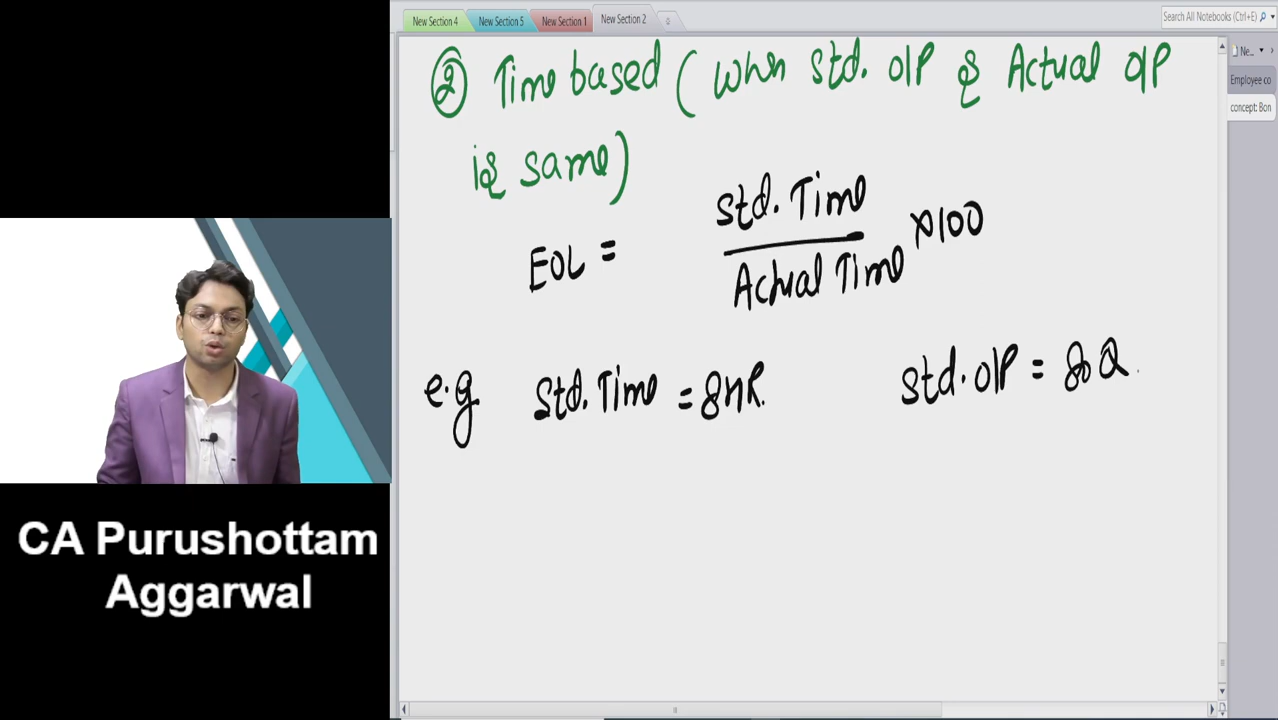 New Section 4
New Section 5
New Section 1
New Section 2
Search All Notebooks (Ctrl+E)
Ne...
Employee co
concept: Bon
② Time based (When std. O/P & Actual O/P
is same)
EOL = Std. Time / Actual Time ×100
e.g Std. Time = 8HR. Std. O/P = 80Q.
CA Purushottam
Aggarwal